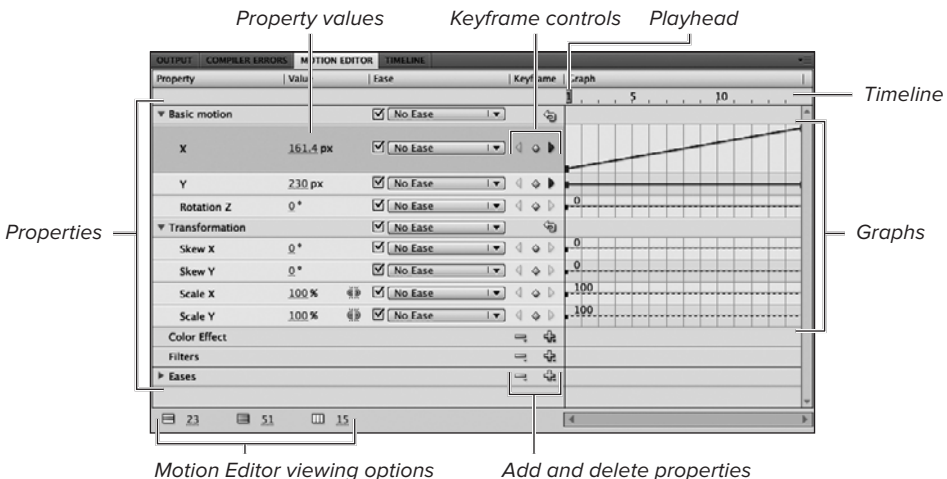 Property values Keyframe controls Playhead
OUTPUT COMPILER ERRORS MOTION EDITOR TIMELINE
Property Value Ease Keyframe Graph
1 5 10
Timeline
Basic motion No Ease
X 161.4 px No Ease
Y 230 px No Ease
Rotation Z 0° No Ease 0
Properties
Transformation No Ease
Graphs
Skew X 0° No Ease 0
Skew Y 0° No Ease 0
Scale X 100 % No Ease 100
Scale Y 100 % No Ease 100
Color Effect
Filters
Eases
23 51 15
Motion Editor viewing options Add and delete properties